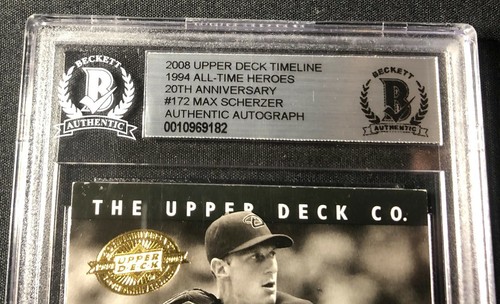 BECKETT
B
AUTHENTIC
2008 UPPER DECK TIMELINE
1994 ALL-TIME HEROES
20TH ANNIVERSARY
#172 MAX SCHERZER
AUTHENTIC AUTOGRAPH
0010969182
BECKETT
B
AUTHENTIC
THE UPPER DECK CO.
UPPER
DECK